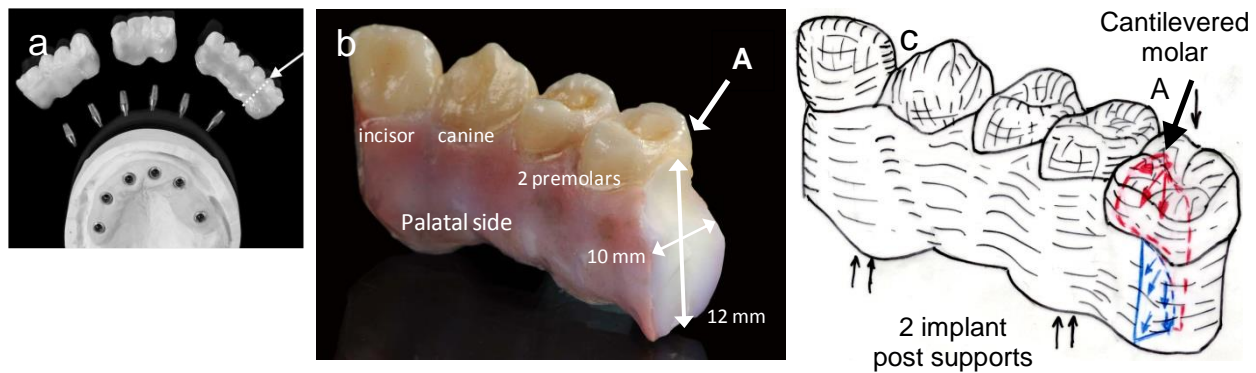 a
b
A
incisor
canine
2 premolars
Palatal side
10 mm
12 mm
c
Cantilevered
molar
A
2 implant
post supports